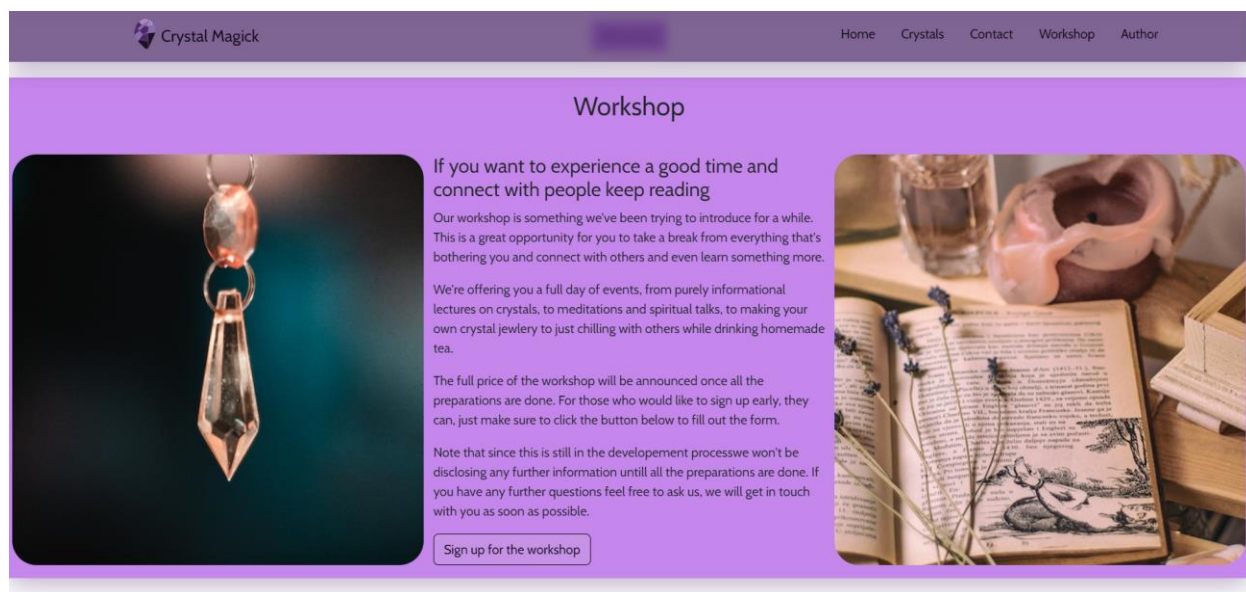 Crystal Magick
Home Crystals Contact Workshop Author
Workshop
If you want to experience a good time and
connect with people keep reading
Our workshop is something we've been trying to introduce for a while.
This is a great opportunity for you to take a break from everything that's
bothering you and connect with others and even learn something more.
We're offering you a full day of events, from purely informational
lectures on crystals, to meditations and spiritual talks, to making your
own crystal jewlery to just chilling with others while drinking homemade
tea.
The full price of the workshop will be announced once all the
preparations are done. For those who would like to sign up early, they
can, just make sure to click the button below to fill out the form.
Note that since this is still in the developement processwe won't be
disclosing any further information untill all the preparations are done. If
you have any further questions feel free to ask us, we will get in touch
with you as soon as possible.
Sign up for the workshop